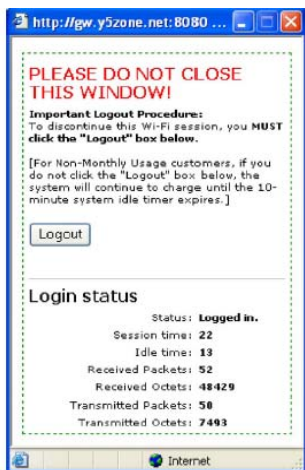 http://gw.y5zone.net:8080 ...
PLEASE DO NOT CLOSE
THIS WINDOW!
Important Logout Procedure:
To discontinue this Wi-Fi session, you MUST
click the "Logout" box below.
[For Non-Monthly Usage customers, if you
do not click the "Logout" box below, the
system will continue to charge until the 10-
minute system idle timer expires.]
Logout
Login status
Status: Logged in.
Session time: 22
Idle time: 13
Received Packets: 52
Received Octets: 48429
Transmitted Packets: 50
Transmitted Octets: 7493
Internet